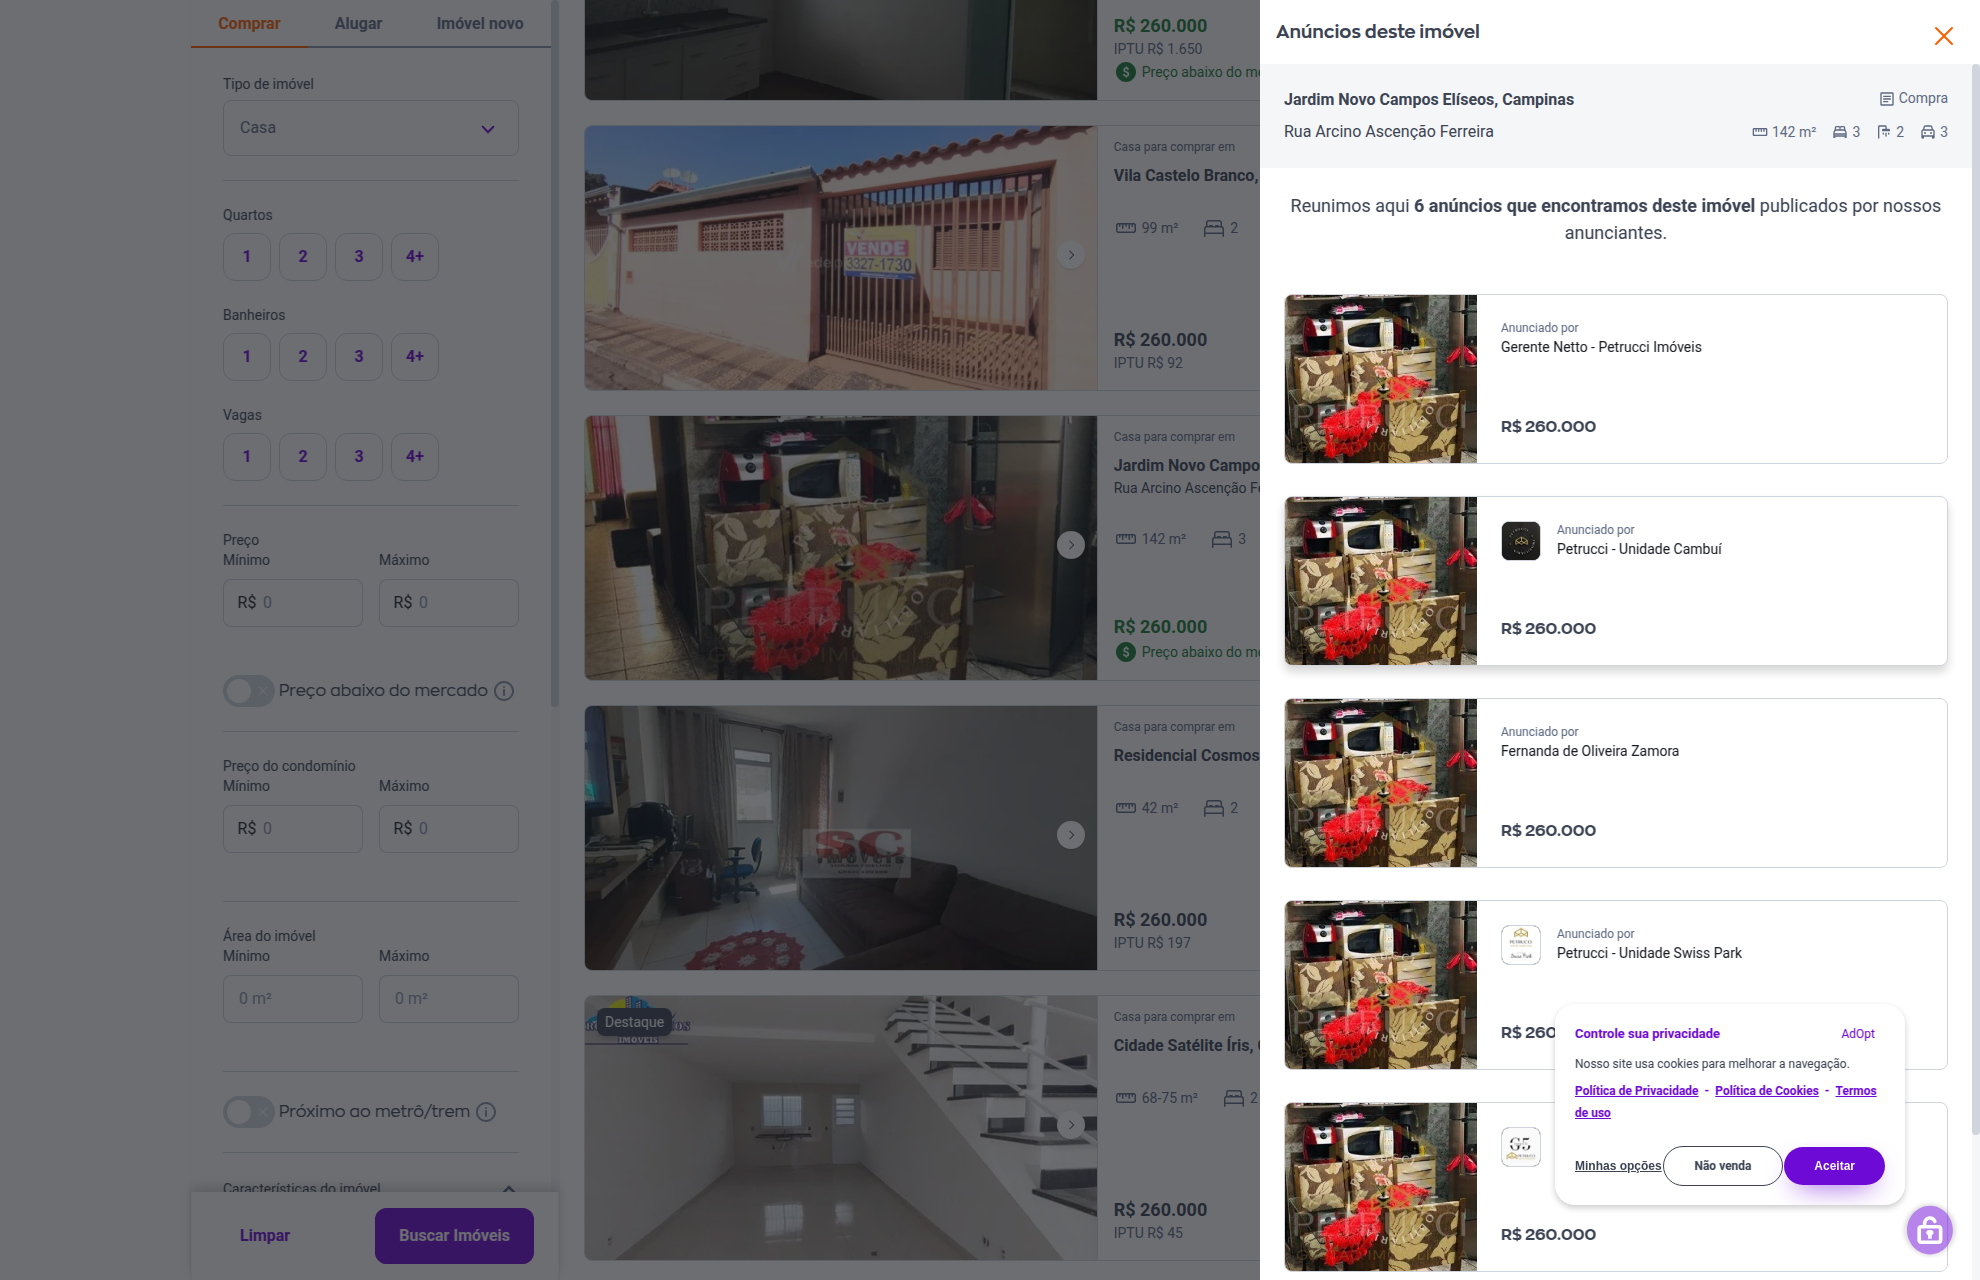 Comprar
Alugar
Imóvel novo
Tipo de imóvel
Casa
Quartos
1
2
3
4+
Banheiros
1
2
3
4+
Vagas
1
2
3
4+
Preço
Mínimo
Máximo
R$ 0
R$ 0
Preço abaixo do mercado
Preço do condomínio
Mínimo
Máximo
R$ 0
R$ 0
Área do imóvel
Mínimo
Máximo
0 m²
0 m²
Próximo ao metrô/trem
Características do imóvel
Limpar
Buscar Imóveis
R$ 260.000
IPTU R$ 1.650
Preço abaixo do me
VENDE
3327-1730
Casa para comprar em
Vila Castelo Branco,
99 m²
2
R$ 260.000
IPTU R$ 92
Casa para comprar em
Jardim Novo Campo
Rua Arcino Ascenção Fe
142 m²
3
R$ 260.000
Preço abaixo do me
SC
IMÓVEIS
Casa para comprar em
Residencial Cosmos
42 m²
2
R$ 260.000
IPTU R$ 197
Destaque
IMÓVEIS
Casa para comprar em
Cidade Satélite Íris,
68-75 m²
2
R$ 260.000
IPTU R$ 45
Anúncios deste imóvel
Jardim Novo Campos Elíseos, Campinas
Compra
Rua Arcino Ascenção Ferreira
142 m²
3
2
3
Reunimos aqui 6 anúncios que encontramos deste imóvel publicados por nossos
anunciantes.
Anunciado por
Gerente Netto - Petrucci Imóveis
R$ 260.000
Anunciado por
Petrucci - Unidade Cambuí
R$ 260.000
Anunciado por
Fernanda de Oliveira Zamora
R$ 260.000
Anunciado por
Petrucci - Unidade Swiss Park
R$ 260
G5
R$ 260.000
Controle sua privacidade
AdOpt
Nosso site usa cookies para melhorar a navegação.
Política de Privacidade - Política de Cookies - Termos
de uso
Minhas opções
Não venda
Aceitar